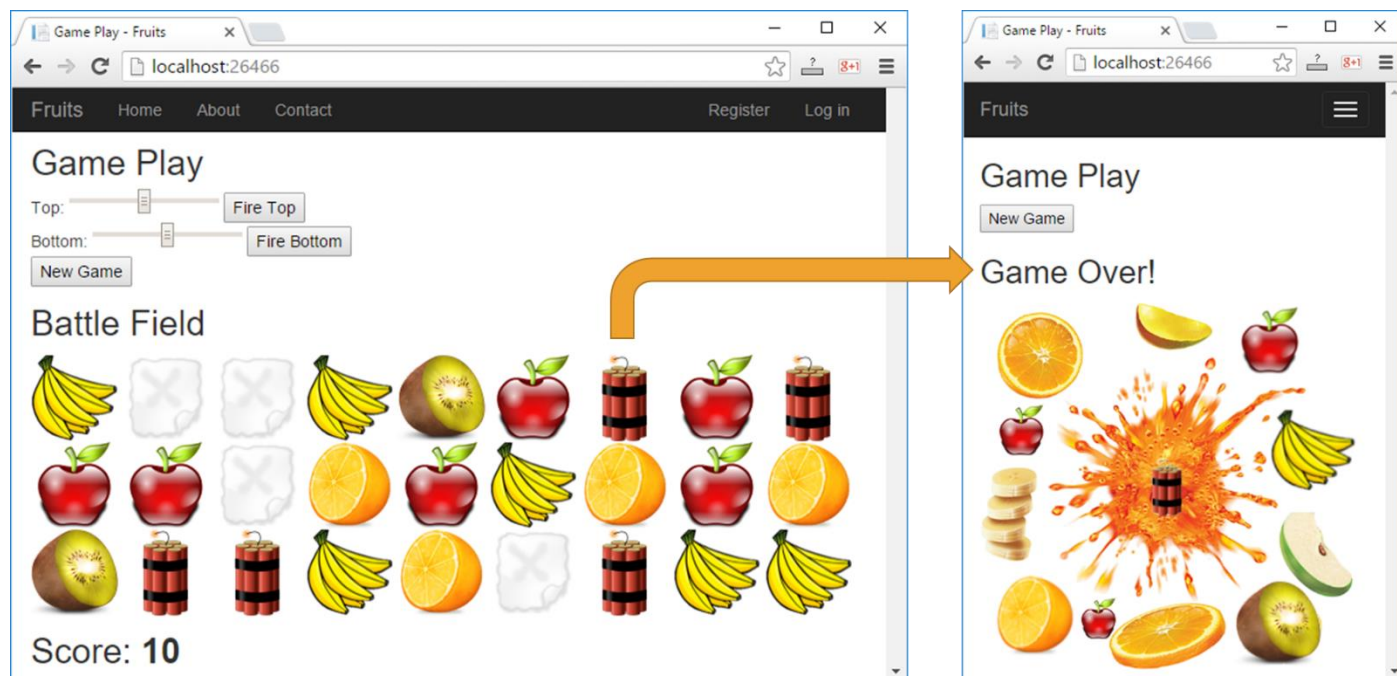 Game Play - Fruits
localhost:26466
Fruits Home About Contact Register Log in
Game Play
Top: Fire Top
Bottom: Fire Bottom
New Game
Battle Field
Score: 10
Game Play - Fruits
localhost:26466
Fruits
Game Play
New Game
Game Over!